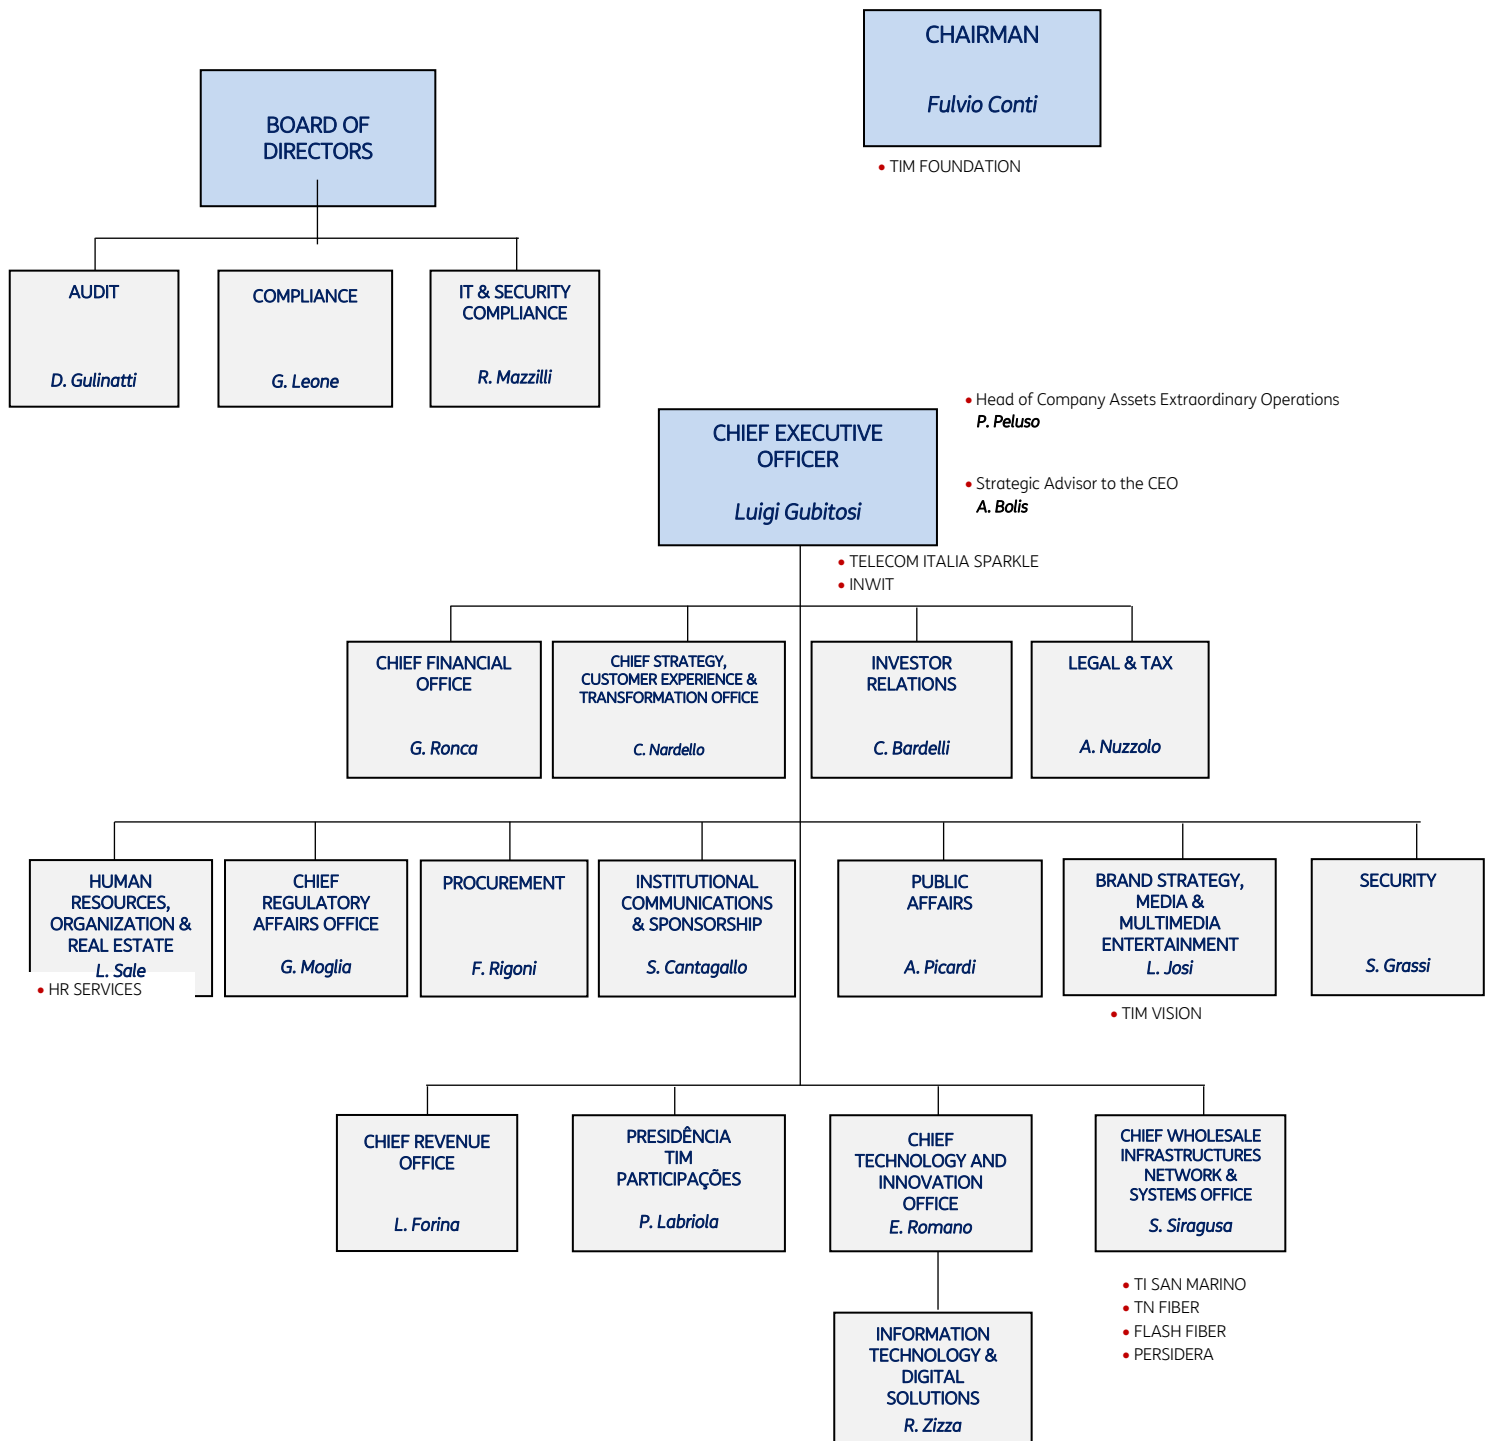 CHAIRMAN
Fulvio Conti
• TIM FOUNDATION
BOARD OF
DIRECTORS
AUDIT
D. Gulinatti
COMPLIANCE
G. Leone
IT & SECURITY
COMPLIANCE
R. Mazzilli
CHIEF EXECUTIVE
OFFICER
Luigi Gubitosi
• Head of Company Assets Extraordinary Operations
P. Peluso
• Strategic Advisor to the CEO
A. Bolis
• TELECOM ITALIA SPARKLE
• INWIT
CHIEF FINANCIAL
OFFICE
G. Ronca
CHIEF STRATEGY,
CUSTOMER EXPERIENCE &
TRANSFORMATION OFFICE
C. Nardello
INVESTOR
RELATIONS
C. Bardelli
LEGAL & TAX
A. Nuzzolo
HUMAN
RESOURCES,
ORGANIZATION &
REAL ESTATE
L. Sale
• HR SERVICES
CHIEF
REGULATORY
AFFAIRS OFFICE
G. Moglia
PROCUREMENT
F. Rigoni
INSTITUTIONAL
COMMUNICATIONS
& SPONSORSHIP
S. Cantagallo
PUBLIC
AFFAIRS
A. Picardi
BRAND STRATEGY,
MEDIA &
MULTIMEDIA
ENTERTAINMENT
L. Josi
• TIM VISION
SECURITY
S. Grassi
CHIEF REVENUE
OFFICE
L. Forina
PRESIDÊNCIA
TIM
PARTICIPAÇÕES
P. Labriola
CHIEF
TECHNOLOGY AND
INNOVATION
OFFICE
E. Romano
CHIEF WHOLESALE
INFRASTRUCTURES
NETWORK &
SYSTEMS OFFICE
S. Siragusa
• TI SAN MARINO
• TN FIBER
• FLASH FIBER
• PERSIDERA
INFORMATION
TECHNOLOGY &
DIGITAL
SOLUTIONS
R. Zizza